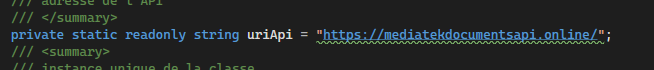 /// adresse de l'API
/// </summary>
private static readonly string uriApi = "https://mediatekdocumentsapi.online/";
/// <summary>
/// instance unique de la classe